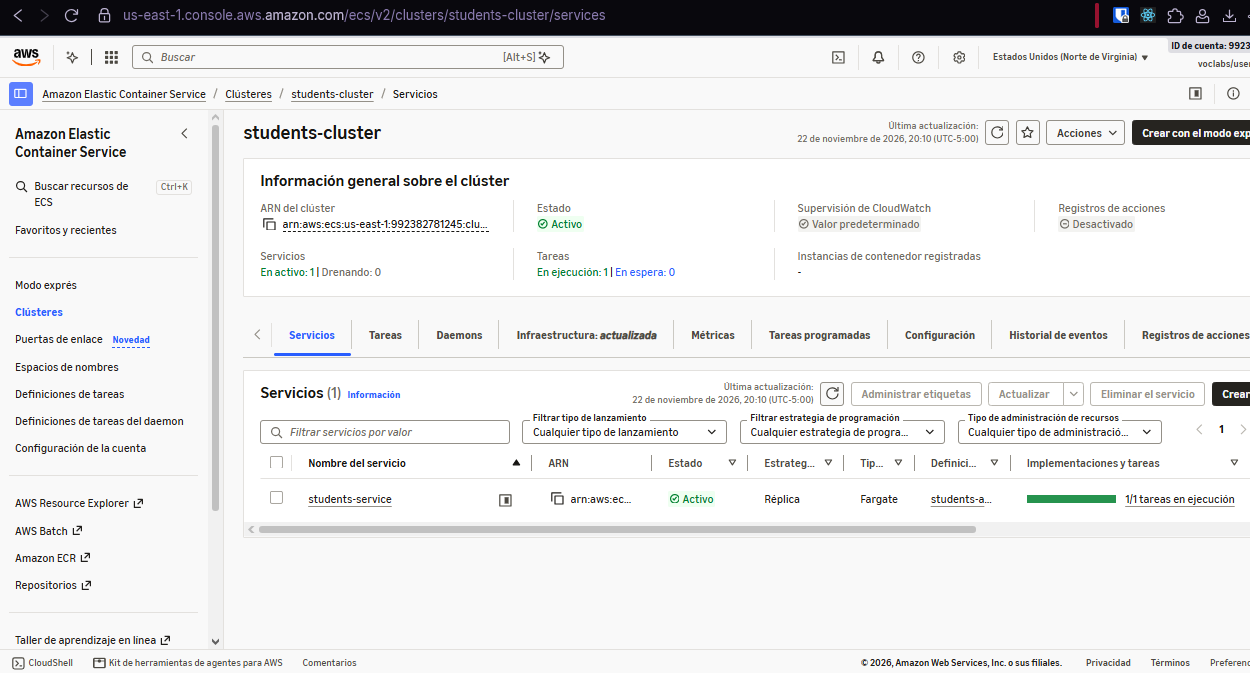 us-east-1.console.aws.amazon.com/ecs/v2/clusters/students-cluster/services
aws
Buscar
[Alt+S]
Estados Unidos (Norte de Virginia)
ID de cuenta: 9923
voclabs/user
Amazon Elastic Container Service / Clústeres / students-cluster / Servicios
Amazon Elastic
Container Service
Buscar recursos de
ECS
Ctrl+K
Favoritos y recientes
Modo exprés
Clústeres
Puertas de enlace Novedad
Espacios de nombres
Definiciones de tareas
Definiciones de tareas del daemon
Configuración de la cuenta
AWS Resource Explorer
AWS Batch
Amazon ECR
Repositorios
Taller de aprendizaje en línea
students-cluster
Última actualización:
22 de noviembre de 2026, 20:10 (UTC-5:00)
Acciones
Crear con el modo exp
Información general sobre el clúster
ARN del clúster
arn:aws:ecs:us-east-1:992382781245:clu...
Estado
Activo
Supervisión de CloudWatch
Valor predeterminado
Registros de acciones
Desactivado
Servicios
En activo: 1 | Drenando: 0
Tareas
En ejecución: 1 | En espera: 0
Instancias de contenedor registradas
-
Servicios
Tareas
Daemons
Infraestructura: actualizada
Métricas
Tareas programadas
Configuración
Historial de eventos
Registros de acciones
Servicios (1) Información
Última actualización:
22 de noviembre de 2026, 20:10 (UTC-5:00)
Administrar etiquetas
Actualizar
Eliminar el servicio
Crear
Filtrar servicios por valor
Filtrar tipo de lanzamiento
Cualquier tipo de lanzamiento
Filtrar estrategia de programación
Cualquier estrategia de progra...
Tipo de administración de recursos
Cualquier tipo de administració...
1
Nombre del servicio
ARN
Estado
Estrateg...
Tip...
Definici...
Implementaciones y tareas
students-service
arn:aws:ec...
Activo
Réplica
Fargate
students-a...
1/1 tareas en ejecución
CloudShell
Kit de herramientas de agentes para AWS
Comentarios
© 2026, Amazon Web Services, Inc. o sus filiales.
Privacidad
Términos
Preferenc